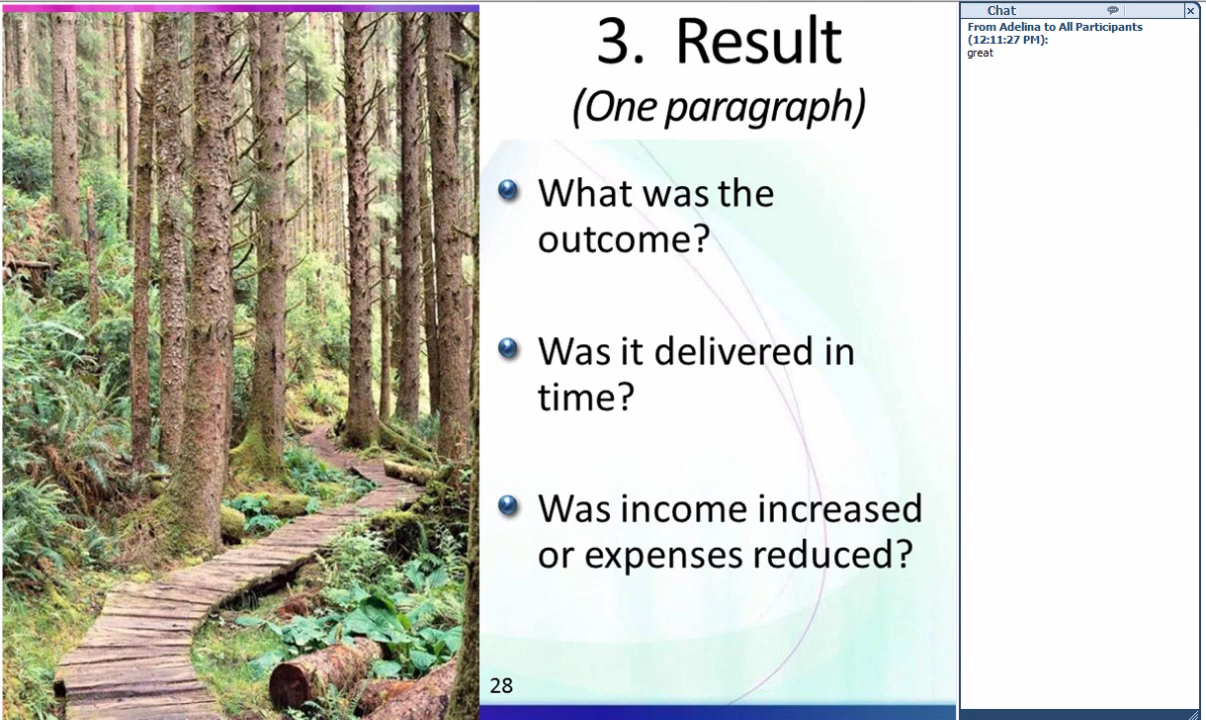 3. Result
(One paragraph)
What was the
outcome?
Was it delivered in
time?
Was income increased
or expenses reduced?
28
Chat
From Adelina to All Participants
(12:11:27 PM):
great